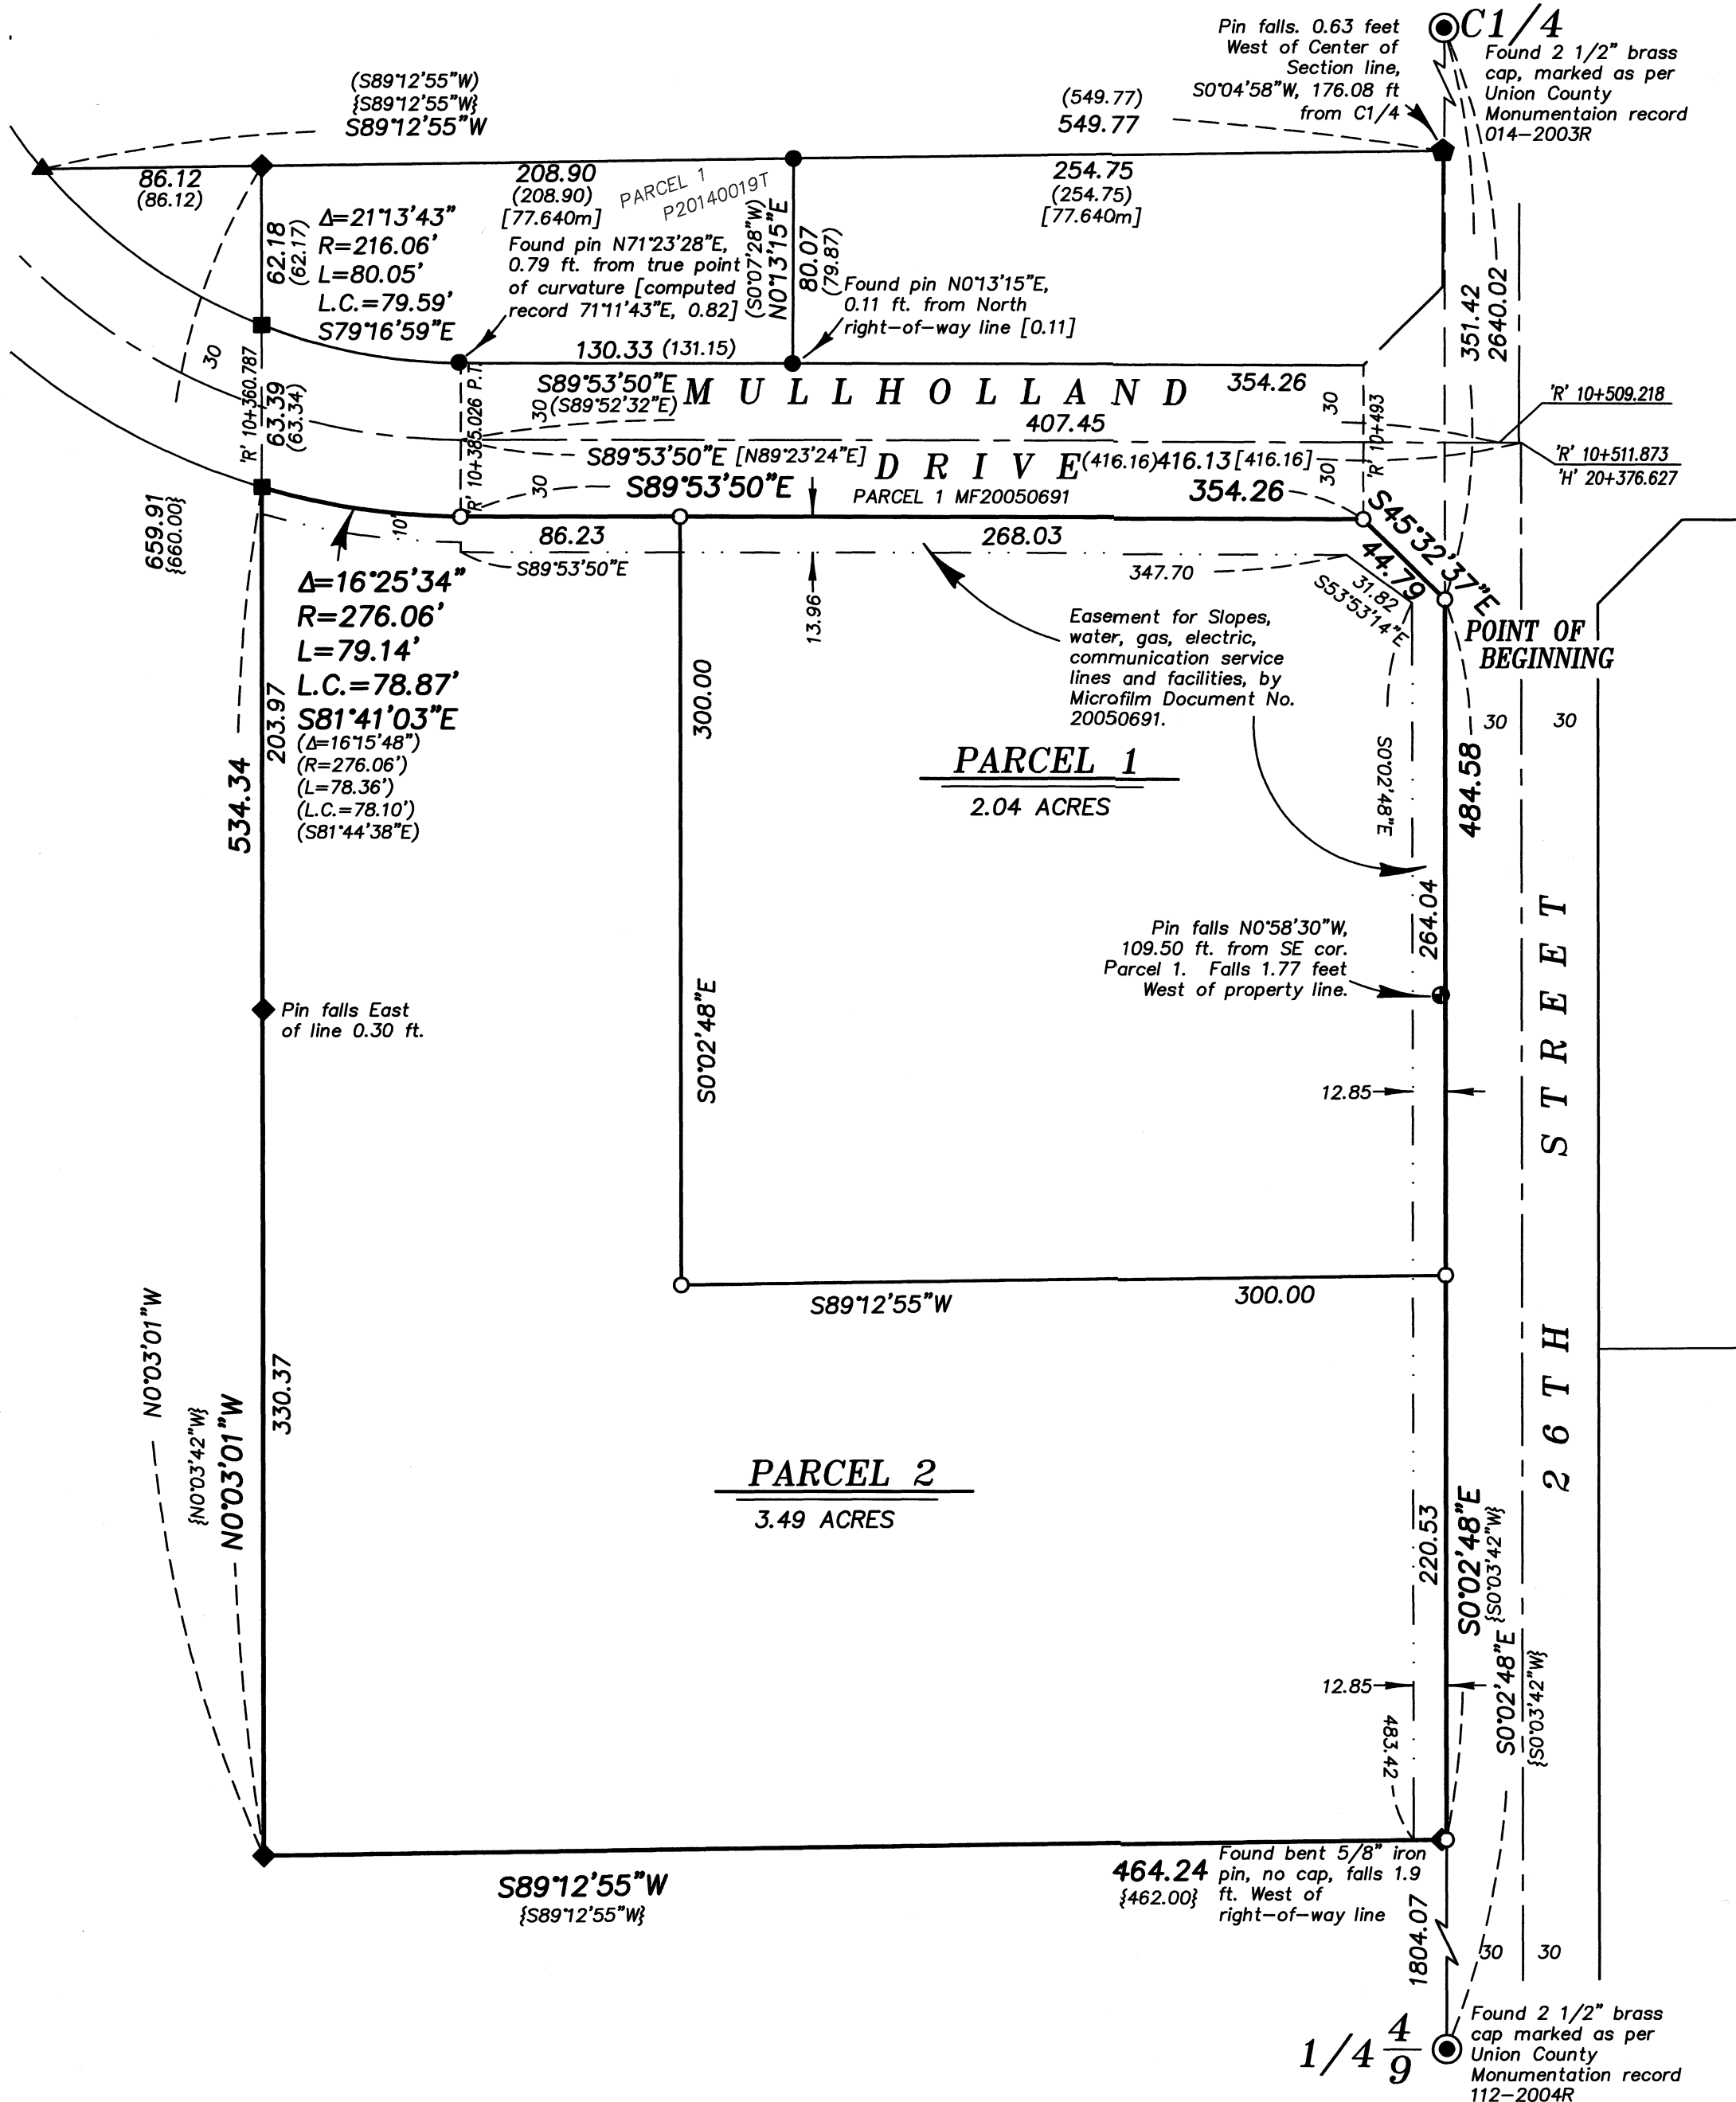 C1/4
Pin falls. 0.63 feet
West of Center of
Section line,
S0°04'58"W, 176.08 ft
from C1/4
Found 2 1/2" brass
cap, marked as per
Union County
Monumentaion record
014-2003R
(S89°12'55"W)
{S89°12'55"W}
S89°12'55"W
(549.77)
549.77
86.12
(86.12)
208.90
(208.90)
[77.640m]
PARCEL 1
P20140019T
254.75
(254.75)
[77.640m]
62.18
(62.17)
Δ=21°13'43"
R=216.06'
L=80.05'
L.C.=79.59'
S79°16'59"E
Found pin N71°23'28"E,
0.79 ft. from true point
of curvature [computed
record 71°11'43"E, 0.82]
(S0°07'28"W)
N0°13'15"E
80.07
(79.87)
Found pin N0°13'15"E,
0.11 ft. from North
right-of-way line [0.11]
351.42
2640.02
30
'R' 10+360.787
63.39
(63.34)
130.33 (131.15)
'R' 10+385.026 P.T.
30
S89°53'50"E
(S89°52'32"E)
MULLHOLLAND
354.26
407.45
30
'R' 10+493
'R' 10+509.218
S89°53'50"E [N89°23'24"E]
DRIVE
(416.16)
416.13
[416.16]
30
'R' 10+511.873
'H' 20+376.627
30
S89°53'50"E
PARCEL 1 MF20050691
354.26
659.91
{660.00}
10'
86.23
268.03
S45°32'37"E
44.79
S89°53'50"E
13.96
347.70
31.82
S53°53'14"E
POINT OF
BEGINNING
Δ=16°25'34"
R=276.06'
L=79.14'
L.C.=78.87'
S81°41'03"E
(Δ=16°15'48")
(R=276.06')
(L=78.36')
(L.C.=78.10')
(S81°44'38"E)
534.34
203.97
300.00
Easement for Slopes,
water, gas, electric,
communication service
lines and facilities, by
Microfilm Document No.
20050691.
PARCEL 1
2.04 ACRES
S0°02'48"E
30
30
484.58
264.04
Pin falls N0°58'30"W,
109.50 ft. from SE cor.
Parcel 1. Falls 1.77 feet
West of property line.
Pin falls East
of line 0.30 ft.
S0°02'48"E
12.85
26TH STREET
S89°12'55"W
300.00
N0°03'01"W
{N0°03'42"W}
N0°03'01"W
330.37
PARCEL 2
3.49 ACRES
220.53
S0°02'48"E
{S0°03'42"W}
S0°02'48"E
{S0°03'42"W}
12.85
483.42
S89°12'55"W
{S89°12'55"W}
464.24
{462.00}
Found bent 5/8" iron
pin, no cap, falls 1.9
ft. West of
right-of-way line
1804.07
30
30
1/4 4/9
Found 2 1/2" brass
cap marked as per
Union County
Monumentation record
112-2004R